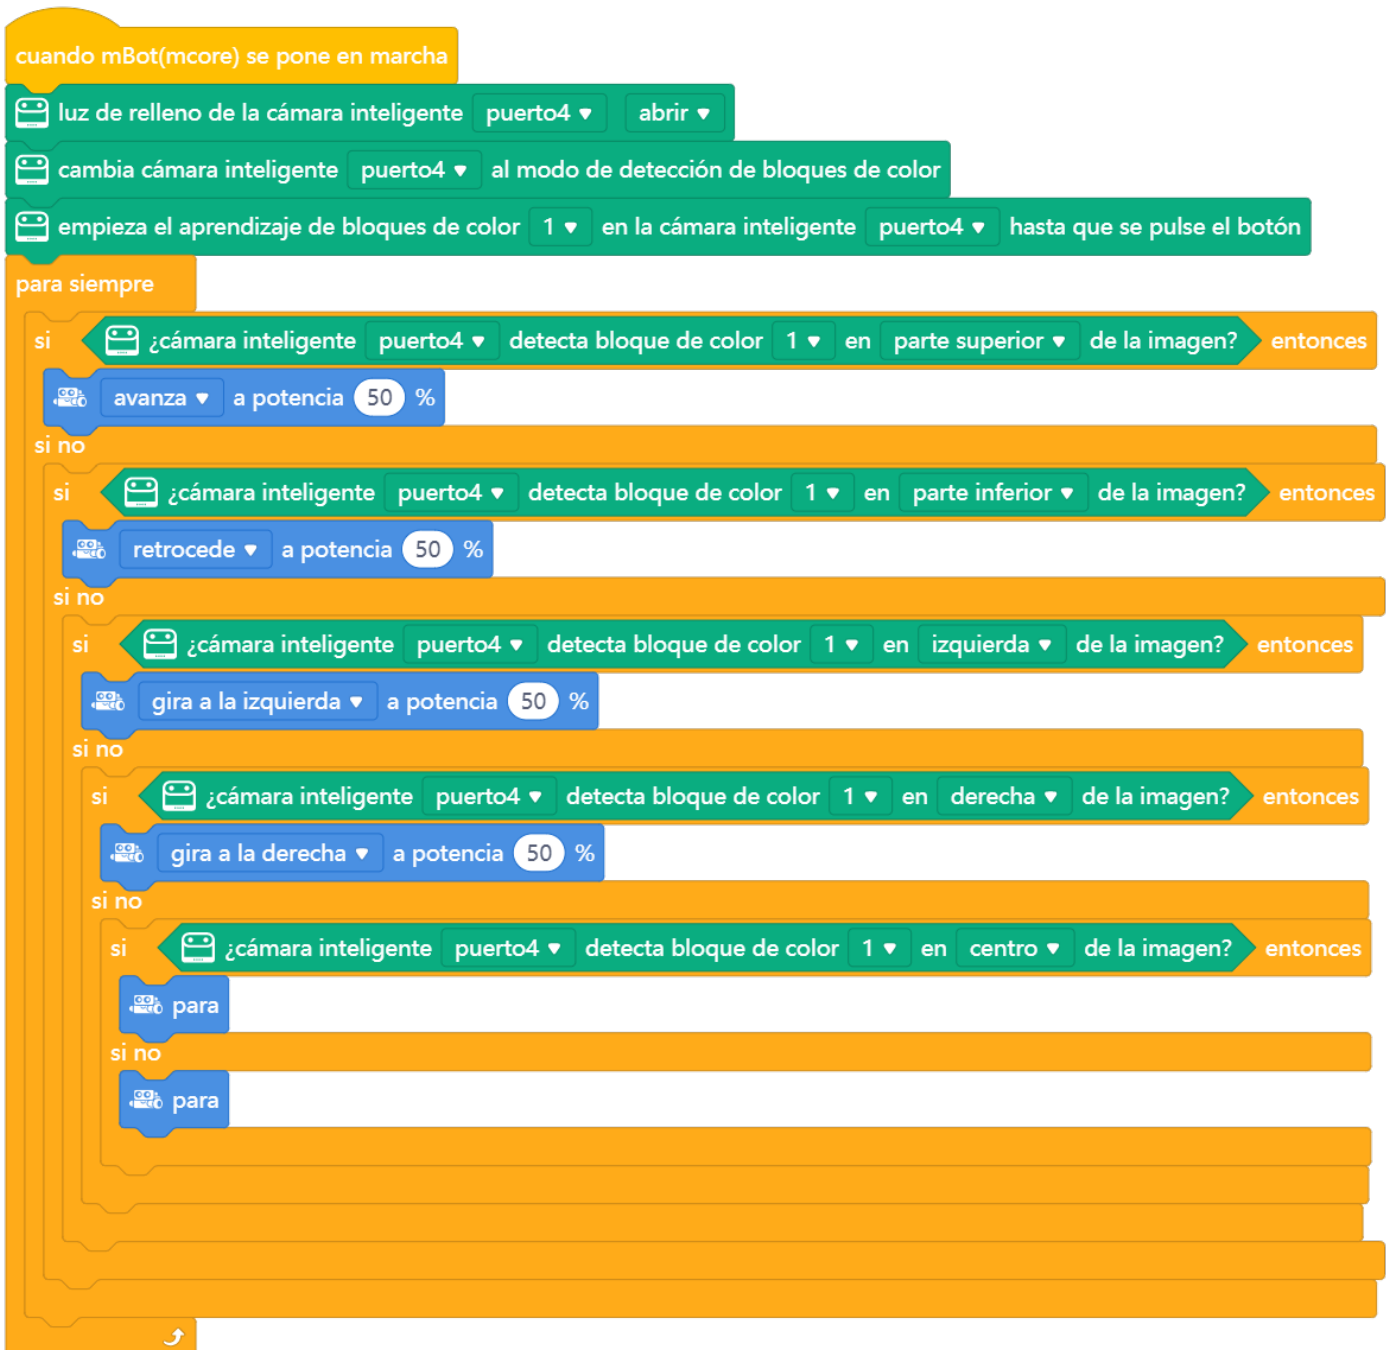 cuando mBot(mcore) se pone en marcha
luz de relleno de la cámara inteligente puerto4 abrir
cambia cámara inteligente puerto4 al modo de detección de bloques de color
empieza el aprendizaje de bloques de color 1 en la cámara inteligente puerto4 hasta que se pulse el botón
para siempre
si ¿cámara inteligente puerto4 detecta bloque de color 1 en parte superior de la imagen? entonces
avanza a potencia 50 %
si no
si ¿cámara inteligente puerto4 detecta bloque de color 1 en parte inferior de la imagen? entonces
retrocede a potencia 50 %
si no
si ¿cámara inteligente puerto4 detecta bloque de color 1 en izquierda de la imagen? entonces
gira a la izquierda a potencia 50 %
si no
si ¿cámara inteligente puerto4 detecta bloque de color 1 en derecha de la imagen? entonces
gira a la derecha a potencia 50 %
si no
si ¿cámara inteligente puerto4 detecta bloque de color 1 en centro de la imagen? entonces
para
si no
para